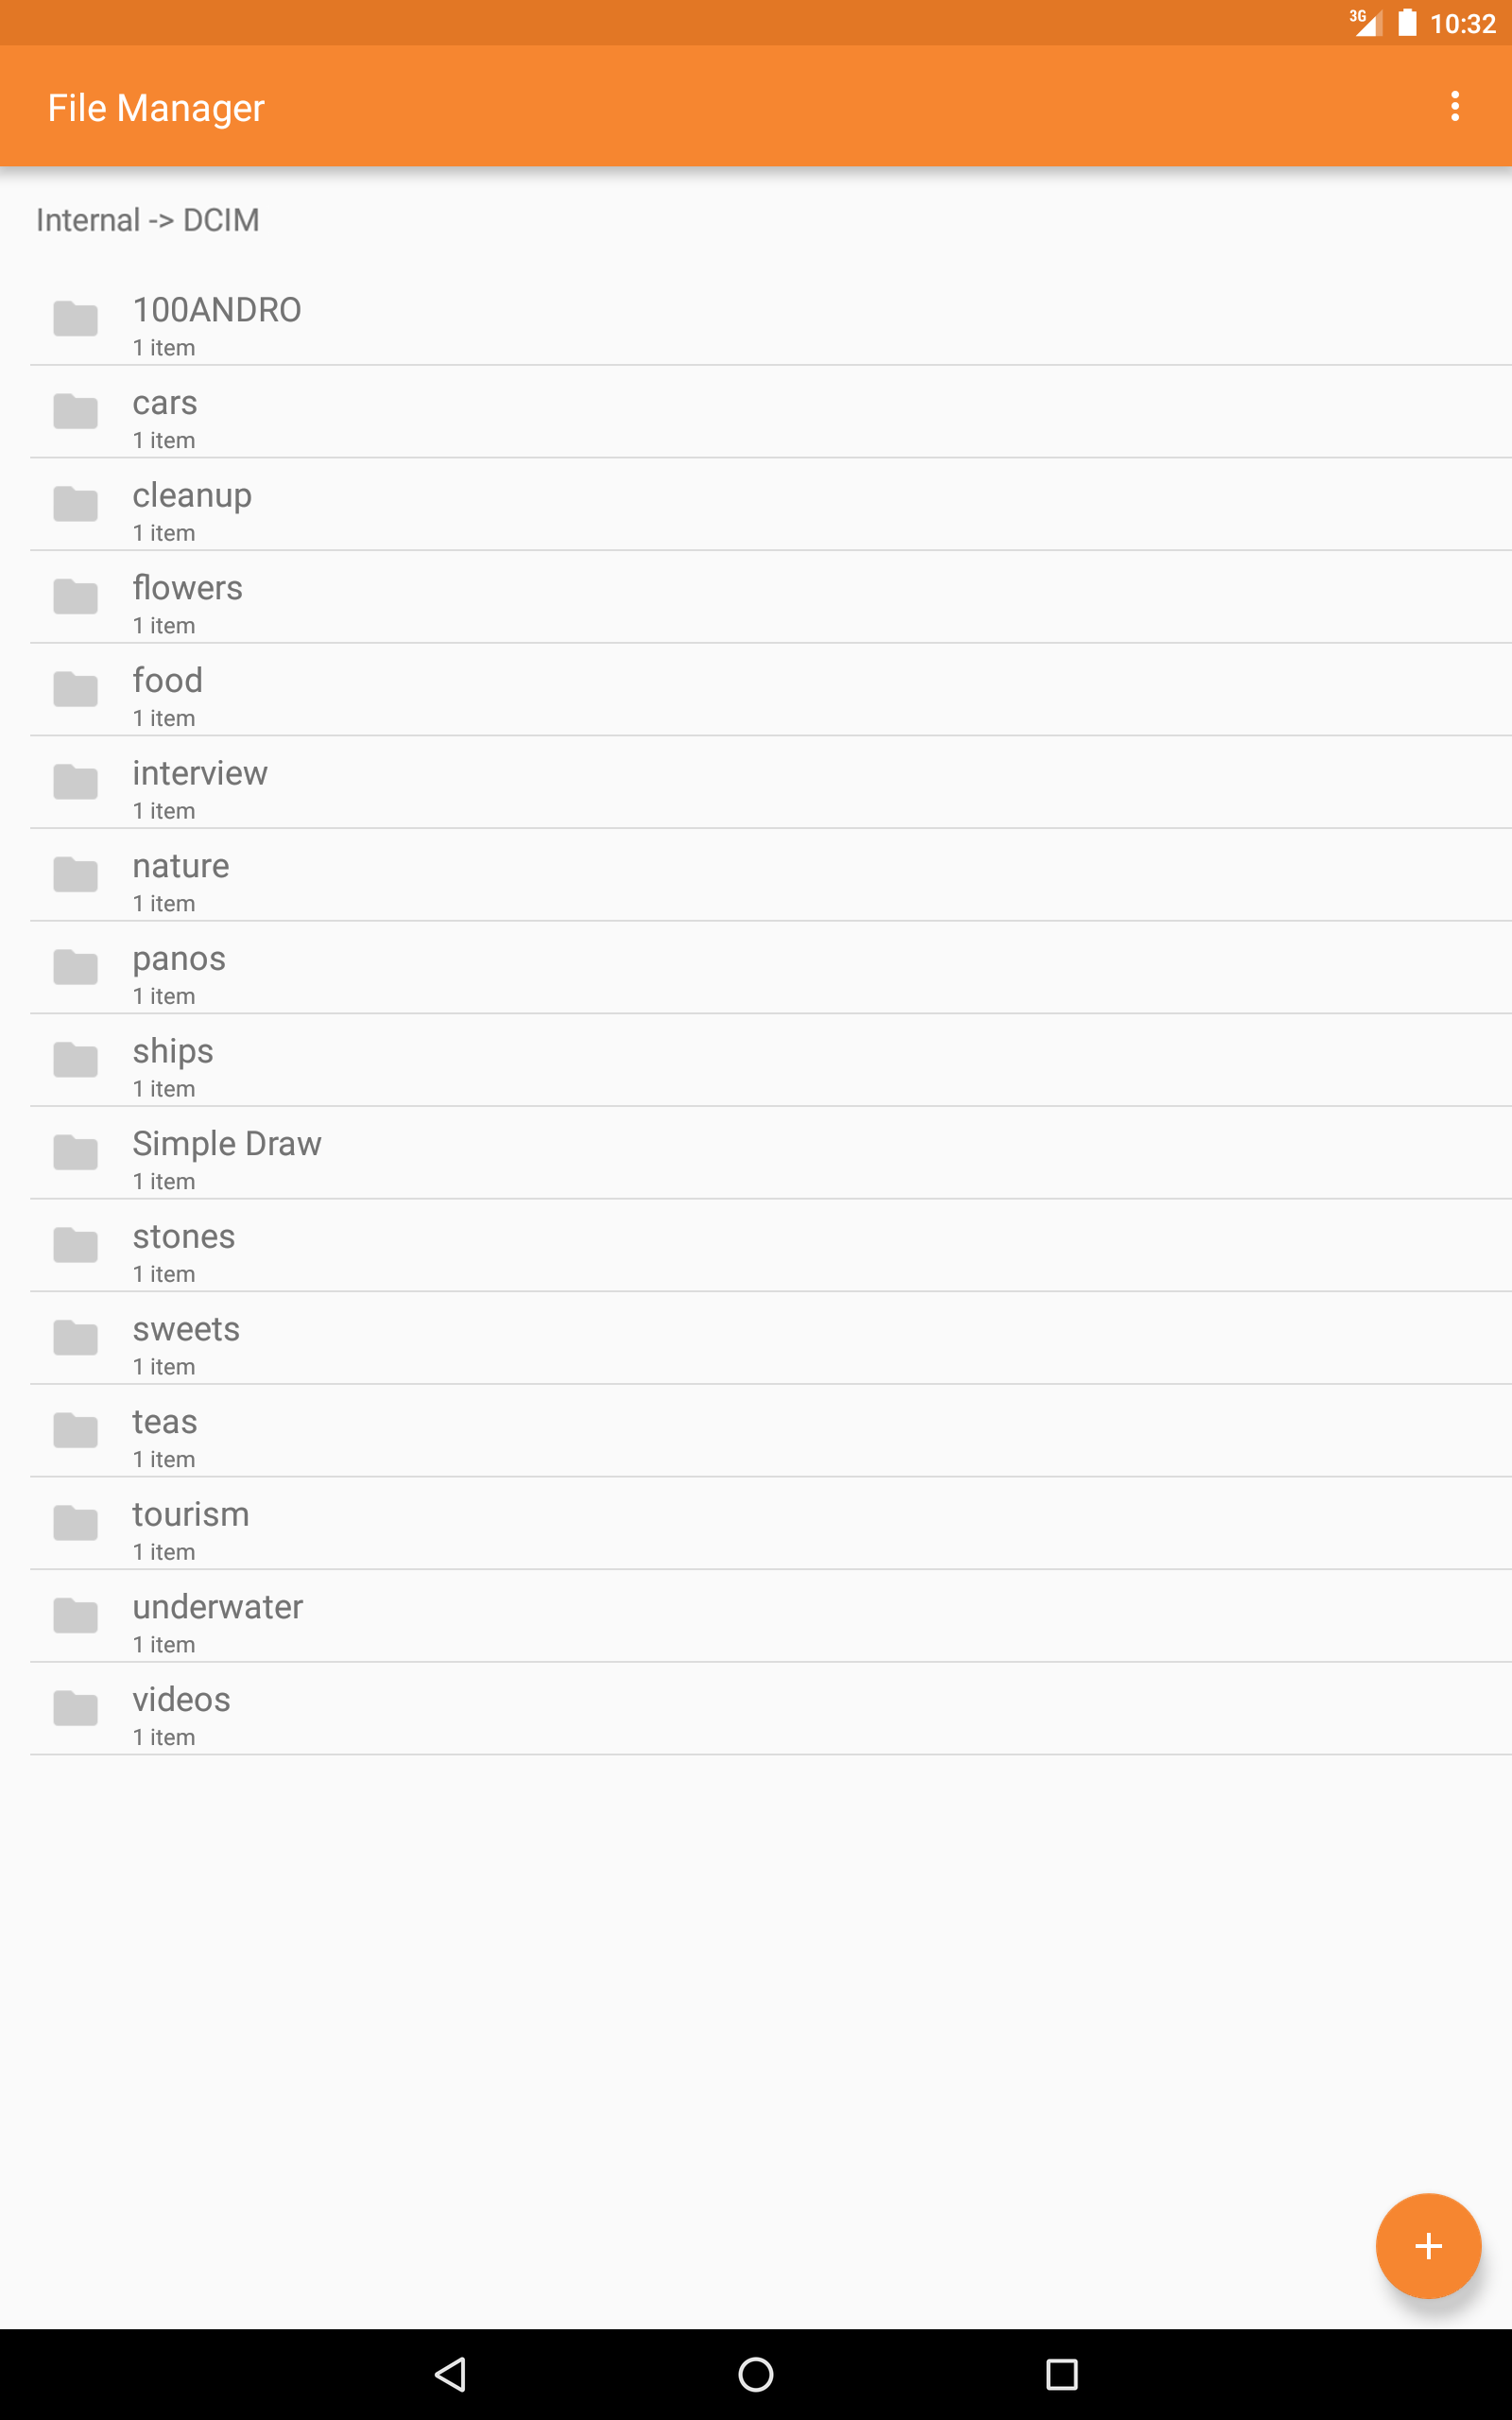 3G 10:32
File Manager
Internal -> DCIM
100ANDRO
1 item
cars
1 item
cleanup
1 item
flowers
1 item
food
1 item
interview
1 item
nature
1 item
panos
1 item
ships
1 item
Simple Draw
1 item
stones
1 item
sweets
1 item
teas
1 item
tourism
1 item
underwater
1 item
videos
1 item